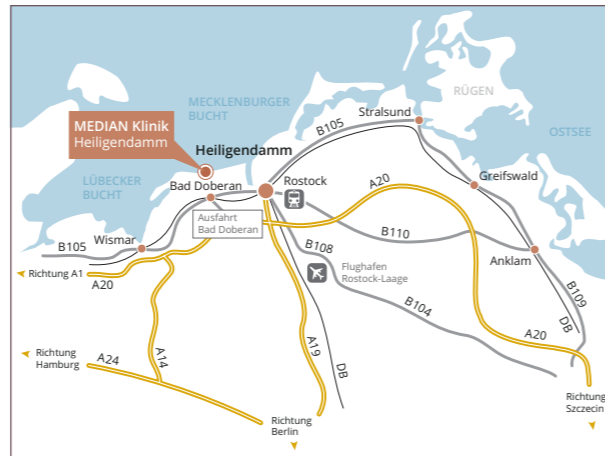 MECKLENBURGER
BUCHT
MEDIAN Klinik
Heiligendamm
Heiligendamm
LÜBECKER
BUCHT
Bad Doberan
Rostock
B105
Stralsund
RÜGEN
OSTSEE
Greifswald
A20
Ausfahrt
Bad Doberan
B110
Wismar
B105
Richtung A1
A20
B108
Flughafen
Rostock-Laage
Anklam
B109
DB
B104
A20
Richtung
Hamburg
A24
A14
A19
DB
Richtung
Szczecin
Richtung
Berlin